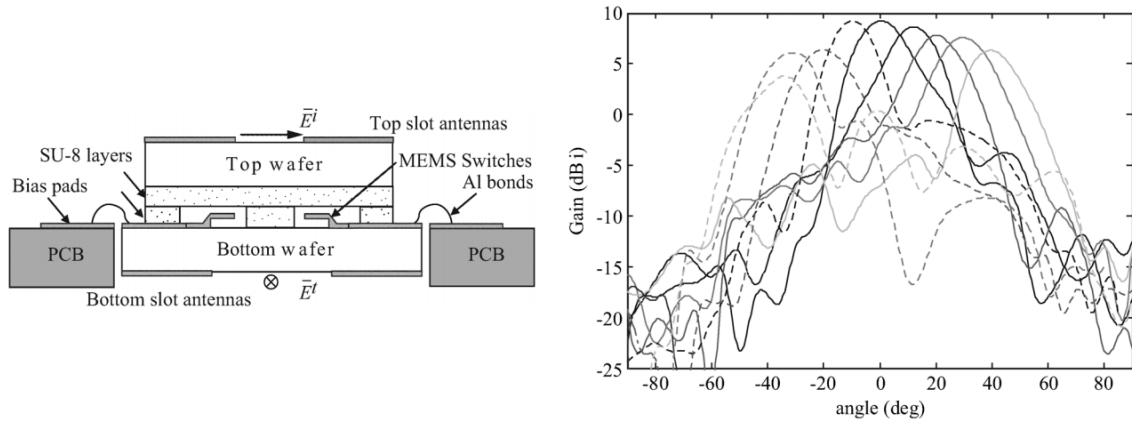 Ē^i
Top slot antennas
SU-8 layers
Top wafer
MEMS Switches
Bias pads
Al bonds
PCB
Bottom wafer
PCB
Bottom slot antennas
Ē^t
10
5
0
-5
-10
-15
-20
-25
Gain (dB i)
-80 -60 -40 -20 0 20 40 60 80
angle (deg)